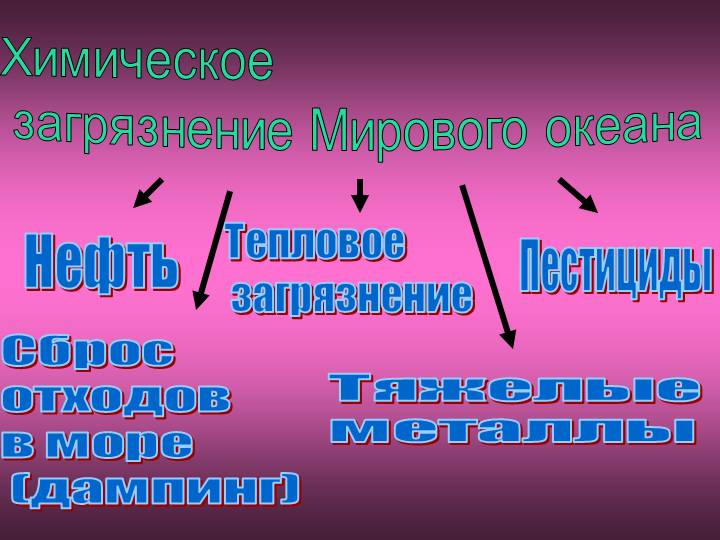 Химическое
загрязнение Мирового океана
Нефть
Тепловое
загрязнение
Пестициды
Сброс
отходов
в море
(дампинг)
Тяжелые
металлы